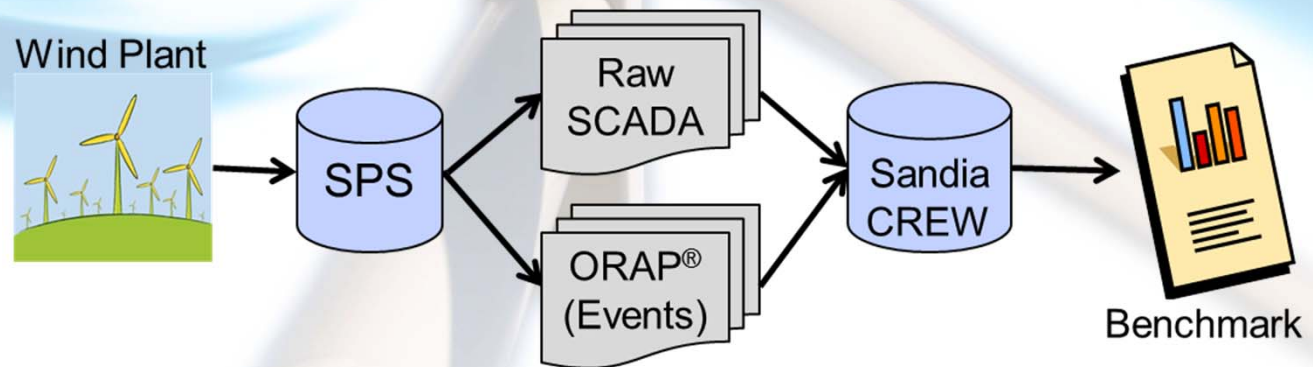 Wind Plant
SPS
Raw
SCADA
ORAP®
(Events)
Sandia
CREW
Benchmark